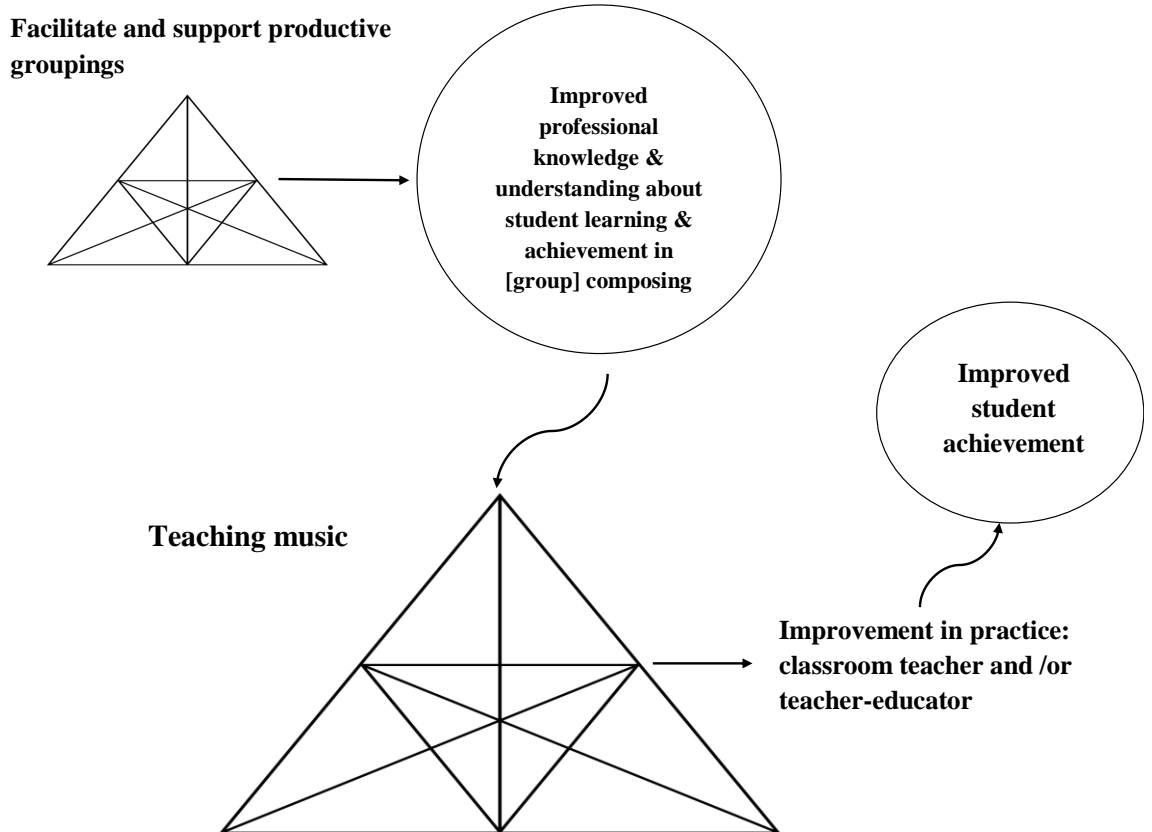 Facilitate and support productive
groupings
Improved
professional
knowledge &
understanding about
student learning &
achievement in
[group] composing
Improved
student
achievement
Teaching music
Improvement in practice:
classroom teacher and /or
teacher-educator